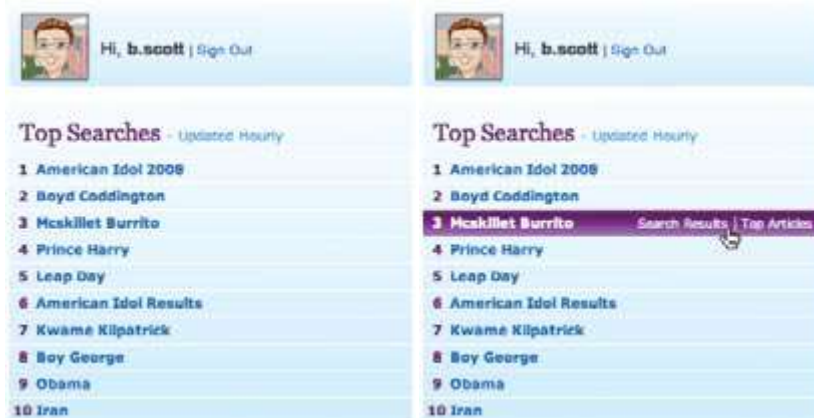 Hi, b.scott | Sign Out
Top Searches - Updated Hourly
1 American Idol 2008
2 Boyd Coddington
3 Mcskillet Burrito
4 Prince Harry
5 Leap Day
6 American Idol Results
7 Kwame Kilpatrick
8 Boy George
9 Obama
10 Iran
Hi, b.scott | Sign Out
Top Searches - Updated Hourly
1 American Idol 2008
2 Boyd Coddington
3 Mcskillet Burrito Search Results | Top Articles
4 Prince Harry
5 Leap Day
6 American Idol Results
7 Kwame Kilpatrick
8 Boy George
9 Obama
10 Iran